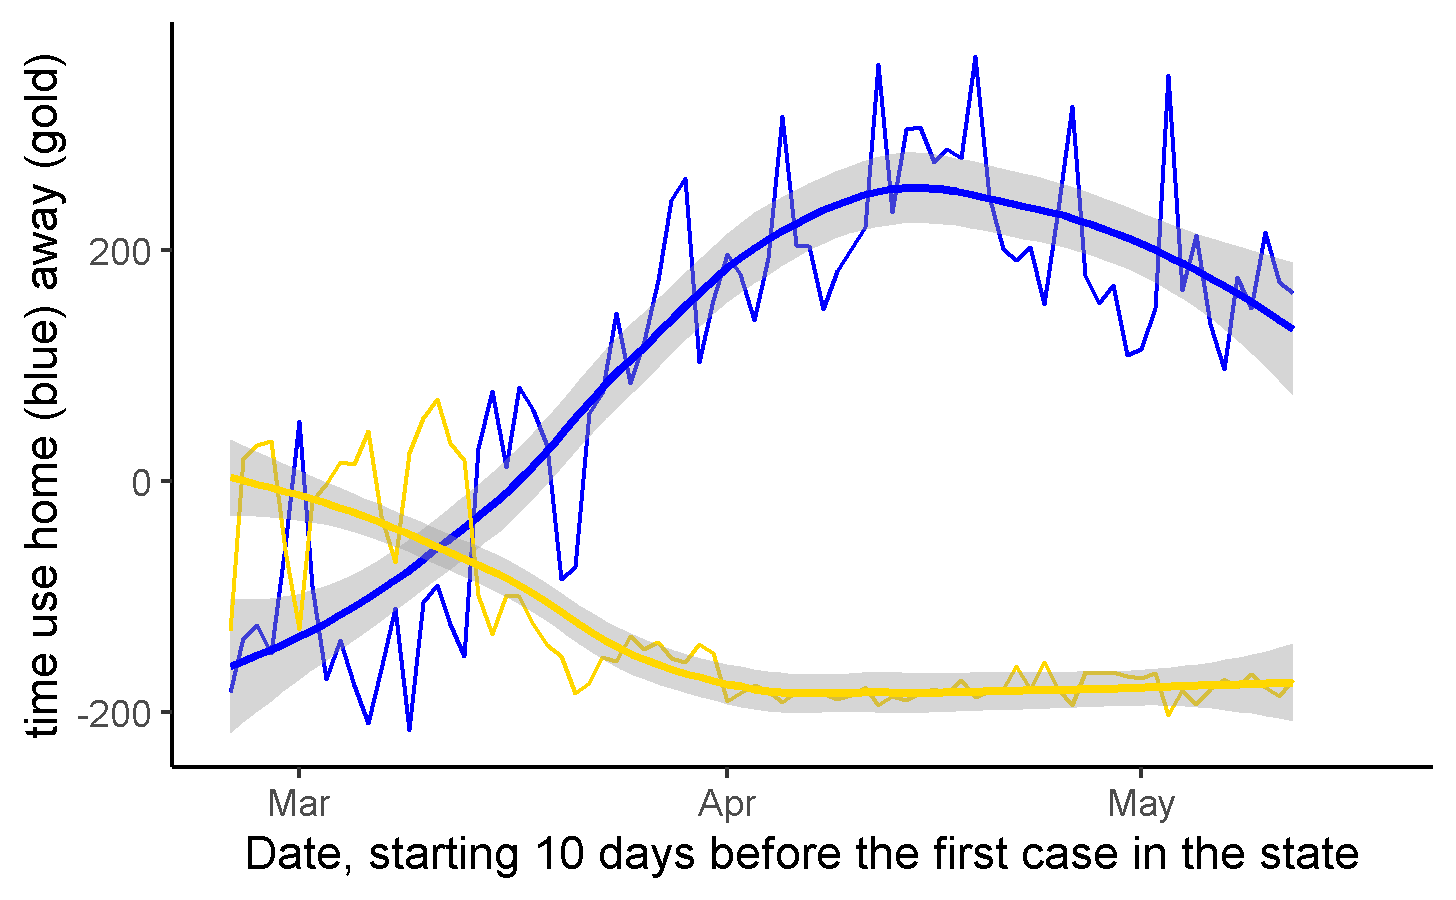 time use home (blue) away (gold)
200
0
-200
Mar
Apr
May
Date, starting 10 days before the first case in the state